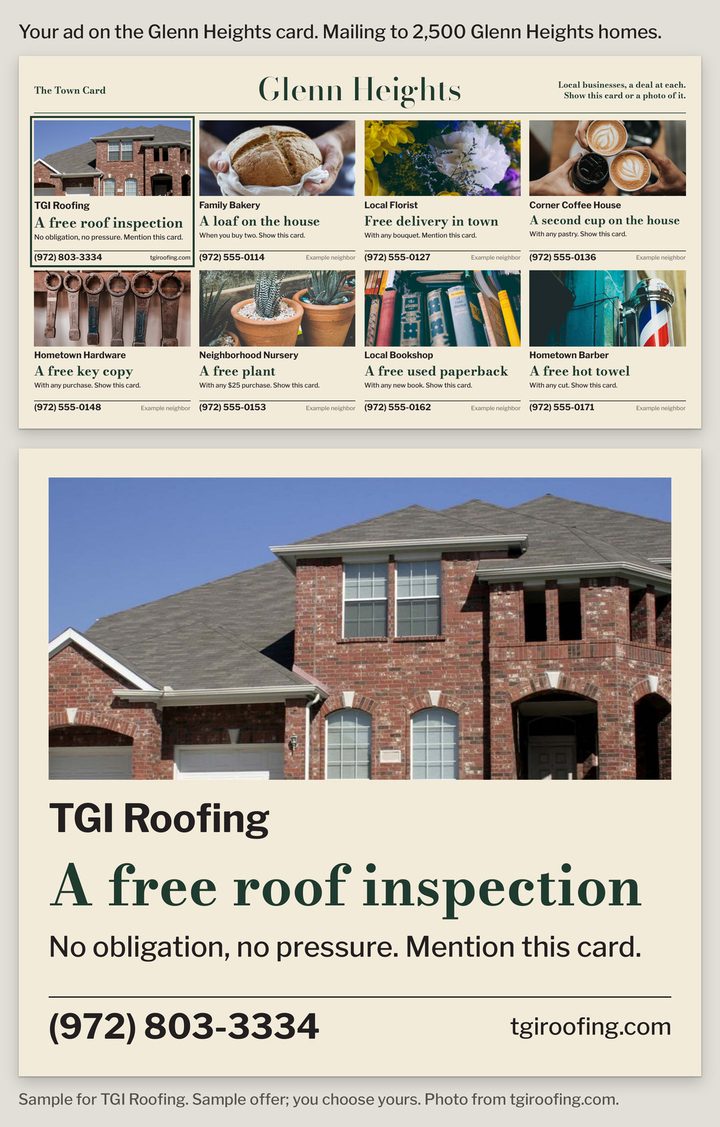 Your ad on the Glenn Heights card. Mailing to 2,500 Glenn Heights homes.
The Town Card
Glenn Heights
Local businesses, a deal at each.
Show this card or a photo of it.
TGI Roofing
A free roof inspection
No obligation, no pressure. Mention this card.
(972) 803-3334
tgiroofing.com
Family Bakery
A loaf on the house
When you buy two. Show this card.
(972) 555-0114
Example neighbor
Local Florist
Free delivery in town
With any bouquet. Mention this card.
(972) 555-0127
Example neighbor
Corner Coffee House
A second cup on the house
With any pastry. Show this card.
(972) 555-0136
Example neighbor
Hometown Hardware
A free key copy
With any purchase. Show this card.
(972) 555-0148
Example neighbor
Neighborhood Nursery
A free plant
With any $25 purchase. Show this card.
(972) 555-0153
Example neighbor
Local Bookshop
A free used paperback
With any new book. Show this card.
(972) 555-0162
Example neighbor
Hometown Barber
A free hot towel
With any cut. Show this card.
(972) 555-0171
Example neighbor
TGI Roofing
A free roof inspection
No obligation, no pressure. Mention this card.
(972) 803-3334
tgiroofing.com
Sample for TGI Roofing. Sample offer; you choose yours. Photo from tgiroofing.com.